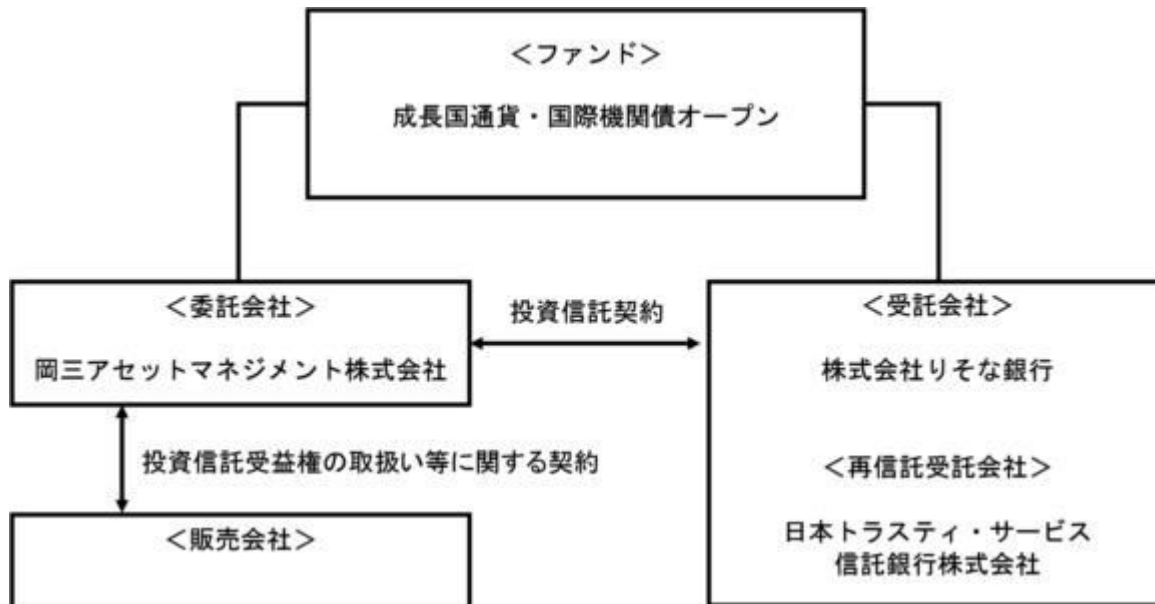 ＜ファンド＞
成長国通貨・国際機関債オープン
＜委託会社＞
岡三アセットマネジメント株式会社
投資信託契約
＜受託会社＞
株式会社りそな銀行
＜再信託受託会社＞
日本トラスティ・サービス
信託銀行株式会社
投資信託受益権の取扱い等に関する契約
＜販売会社＞